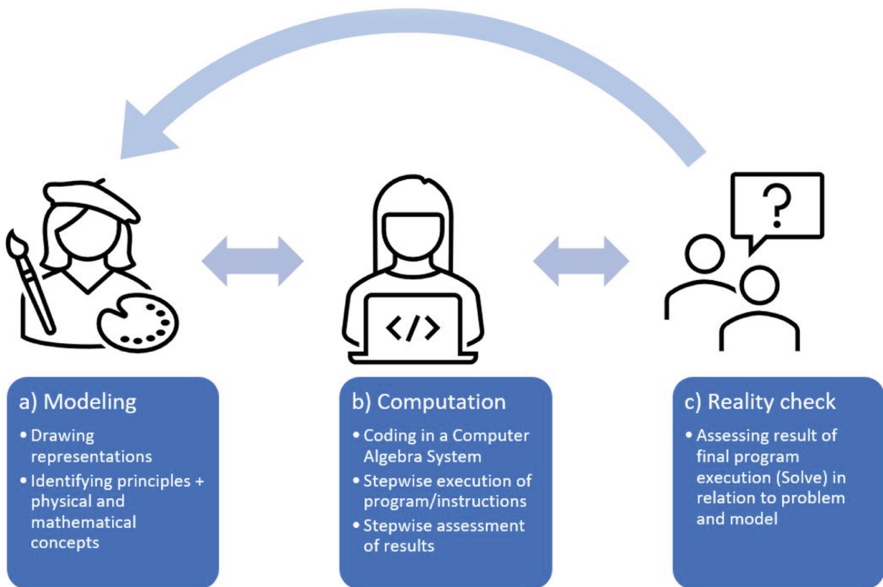 ?
</>
a) Modeling
• Drawing
representations
• Identifying principles +
physical and
mathematical
concepts
b) Computation
• Coding in a Computer
Algebra System
• Stepwise execution of
program/instructions
• Stepwise assessment
of results
c) Reality check
• Assessing result of
final program
execution (Solve) in
relation to problem
and model